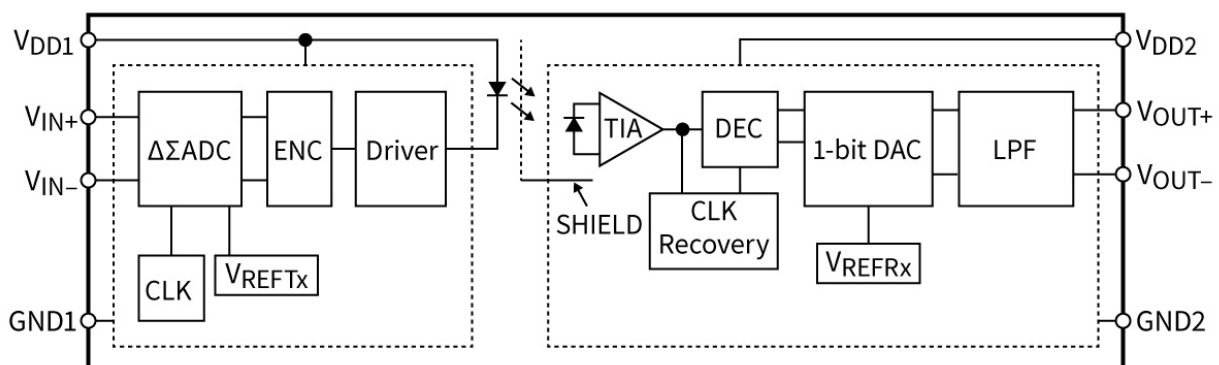 VDD1
VDD2
VIN+
VIN–
ΔΣADC
ENC
Driver
TIA
DEC
1-bit DAC
LPF
VOUT+
VOUT–
SHIELD
CLK
Recovery
VREFTx
CLK
VREFRx
GND1
GND2